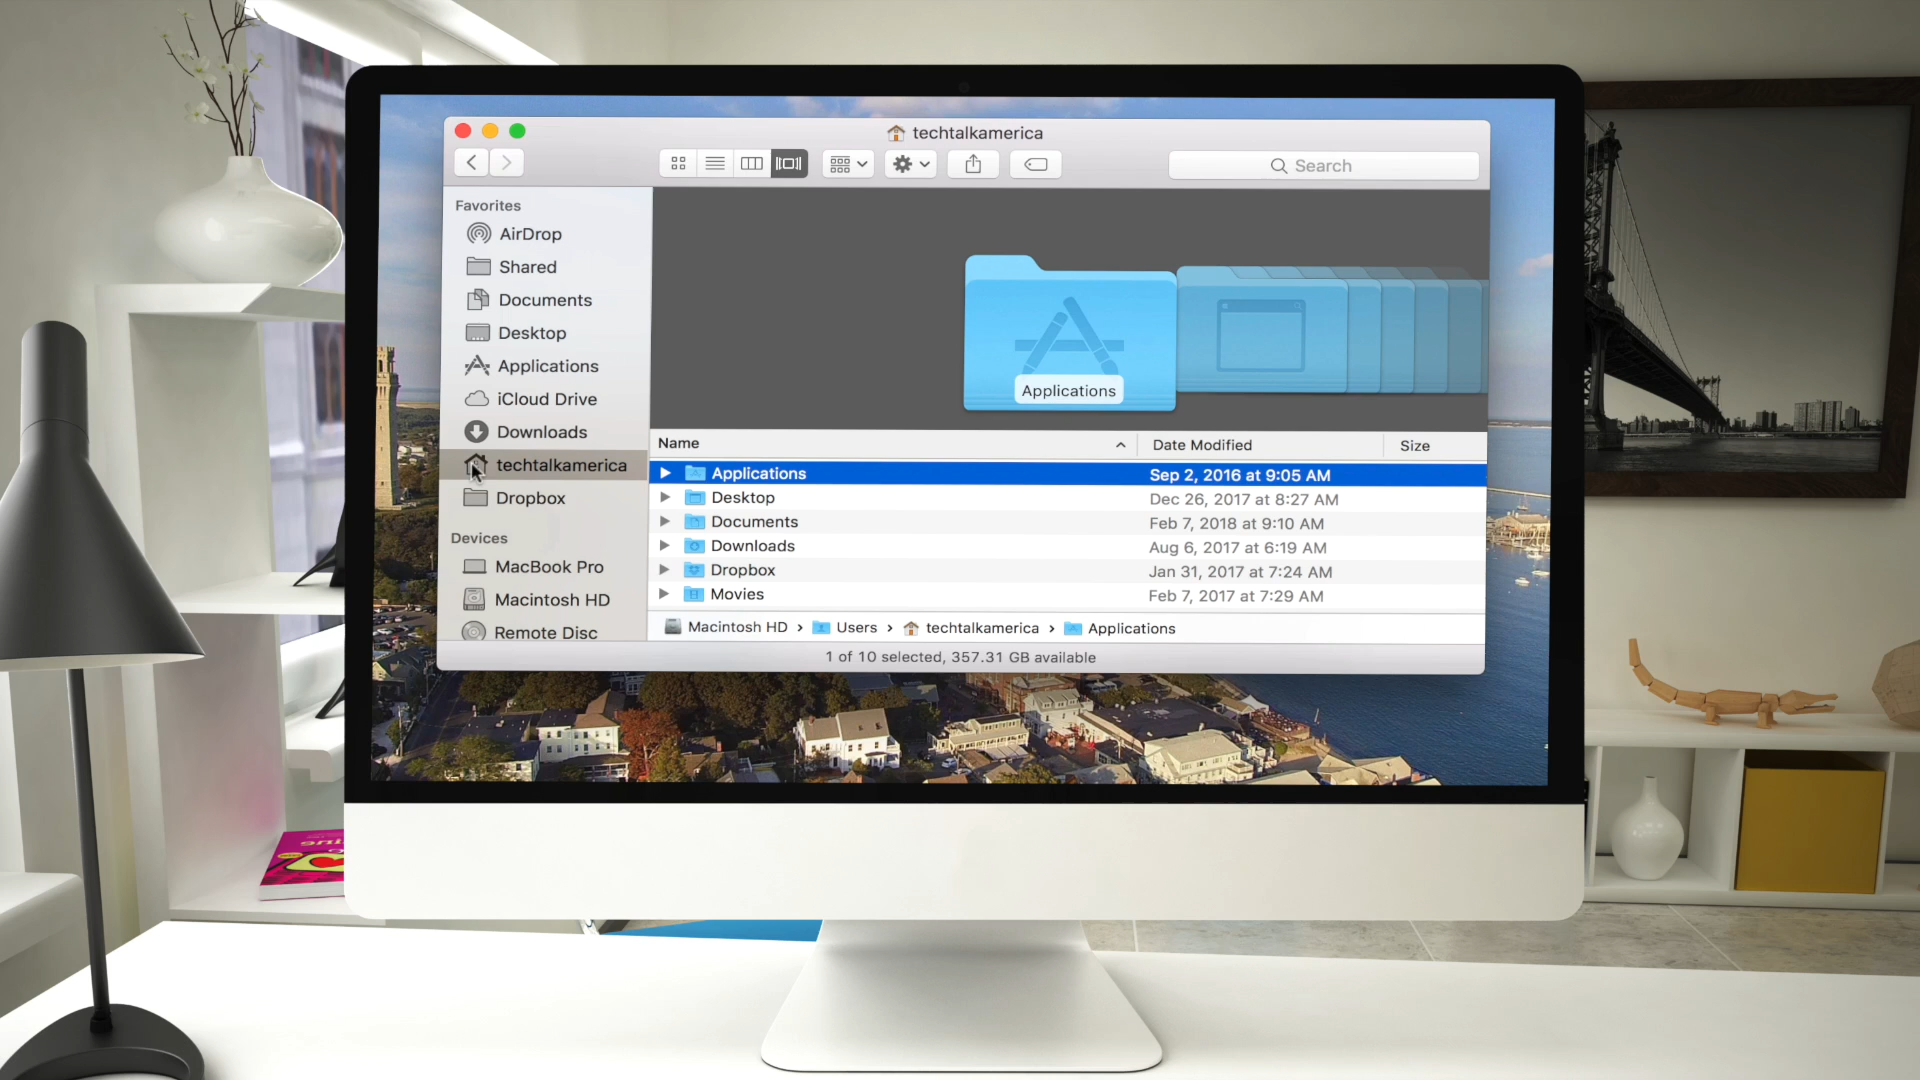 techtalkamerica
Search
Favorites
AirDrop
Shared
Documents
Desktop
Applications
iCloud Drive
Downloads
techtalkamerica
Dropbox
Devices
MacBook Pro
Macintosh HD
Remote Disc
Applications
Name Date Modified Size
Applications Sep 2, 2016 at 9:05 AM
Desktop Dec 26, 2017 at 8:27 AM
Documents Feb 7, 2018 at 9:10 AM
Downloads Aug 6, 2017 at 6:19 AM
Dropbox Jan 31, 2017 at 7:24 AM
Movies Feb 7, 2017 at 7:29 AM
Macintosh HD › Users › techtalkamerica › Applications
1 of 10 selected, 357.31 GB available